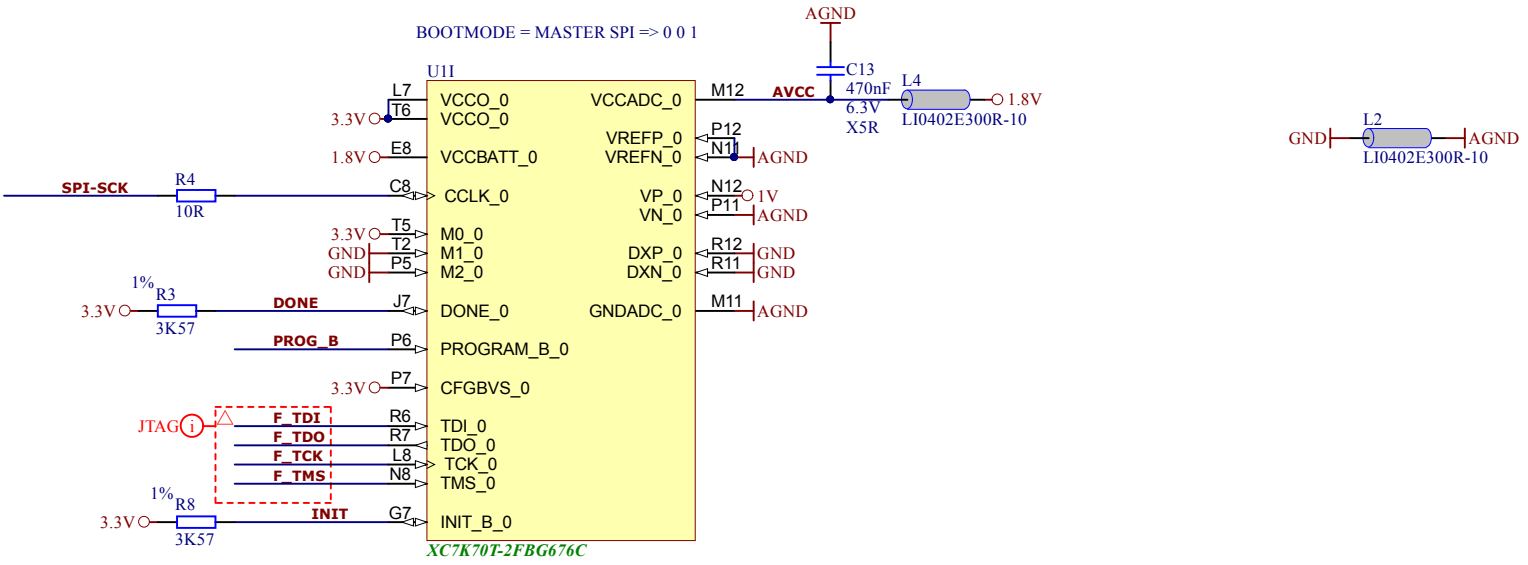 AGND
BOOTMODE = MASTER SPI => 0 0 1
U1I
C13
470nF
6.3V
X5R
L4
LI0402E300R-10
1.8V
AVCC
M12
VCCADC_0
L7
VCCO_0
T6
VCCO_0
3.3V
P12
VREFP_0
N11
VREFN_0
AGND
L2
GND
AGND
LI0402E300R-10
1.8V
E8
VCCBATT_0
SPI-SCK
R4
10R
C8
CCLK_0
VP_0
N12
1V
VN_0
P11
AGND
3.3V
T5
M0_0
GND
T2
M1_0
GND
P5
M2_0
DXP_0
R12
GND
DXN_0
R11
GND
1%
R3
3.3V
3K57
DONE
J7
DONE_0
GNDADC_0
M11
AGND
PROG_B
P6
PROGRAM_B_0
3.3V
P7
CFGBVS_0
JTAG
i
F_TDI
R6
TDI_0
F_TDO
R7
TDO_0
F_TCK
L8
TCK_0
F_TMS
N8
TMS_0
1%
R8
3.3V
3K57
INIT
G7
INIT_B_0
XC7K70T-2FBG676C